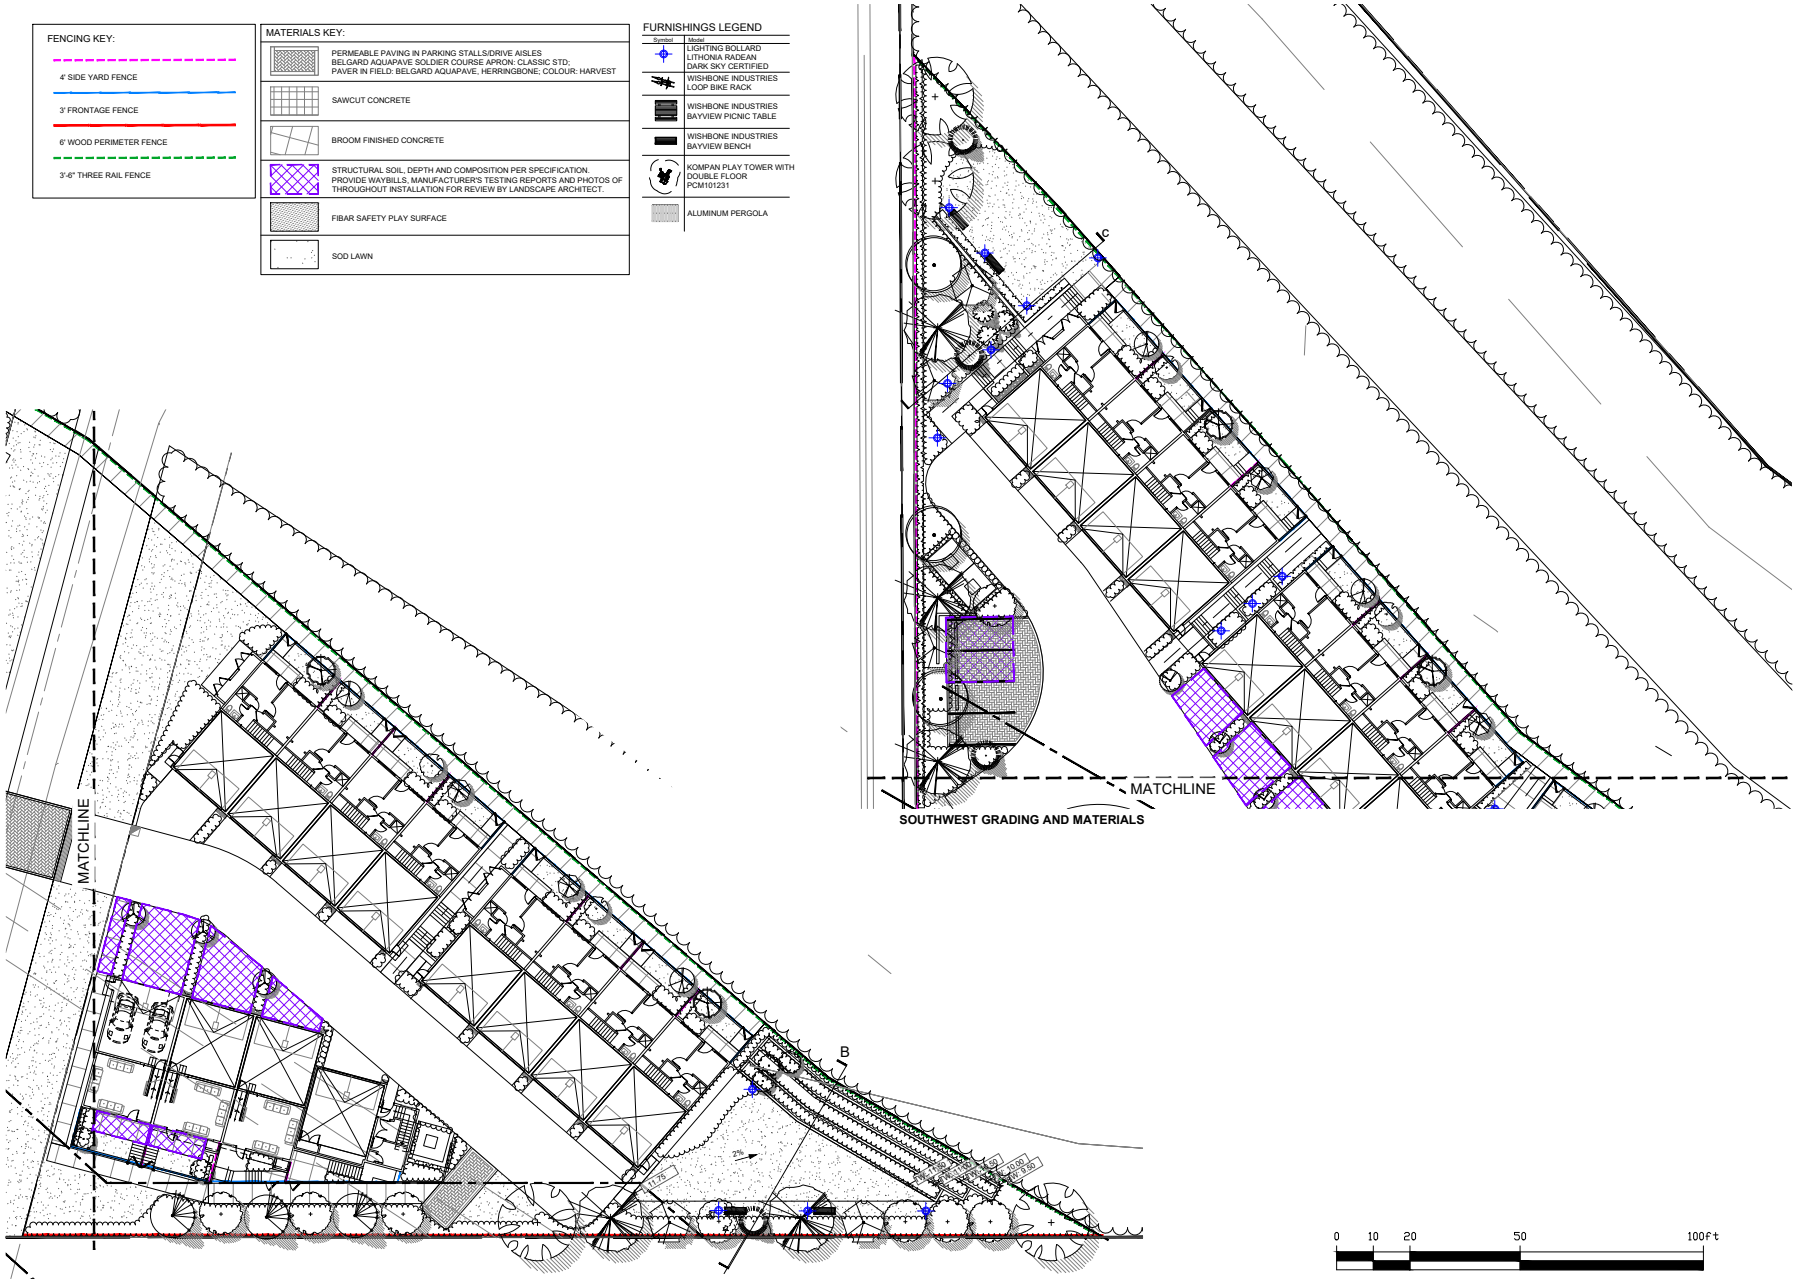 FENCING KEY:
4' SIDE YARD FENCE
3' FRONTAGE FENCE
6' WOOD PERIMETER FENCE
3'-6" THREE RAIL FENCE
MATERIALS KEY:
PERMEABLE PAVING IN PARKING STALLS/DRIVE AISLES
BELGARD AQUAPAVE SOLDIER COURSE APRON: CLASSIC STD;
PAVER IN FIELD: BELGARD AQUAPAVE, HERRINGBONE; COLOUR: HARVEST
SAWCUT CONCRETE
BROOM FINISHED CONCRETE
STRUCTURAL SOIL, DEPTH AND COMPOSITION PER SPECIFICATION.
PROVIDE WAYBILLS, MANUFACTURER'S TESTING REPORTS AND PHOTOS OF
THROUGHOUT INSTALLATION FOR REVIEW BY LANDSCAPE ARCHITECT.
FIBAR SAFETY PLAY SURFACE
SOD LAWN
FURNISHINGS LEGEND
Symbol Model
LIGHTING BOLLARD
LITHONIA RADEAN
DARK SKY CERTIFIED
WISHBONE INDUSTRIES
LOOP BIKE RACK
WISHBONE INDUSTRIES
BAYVIEW PICNIC TABLE
WISHBONE INDUSTRIES
BAYVIEW BENCH
KOMPAN PLAY TOWER WITH
DOUBLE FLOOR
PCM101231
ALUMINUM PERGOLA
C
MATCHLINE
SOUTHWEST GRADING AND MATERIALS
MATCHLINE
B
2%
11.75
10.00
9.50
0 10 20 50 100ft